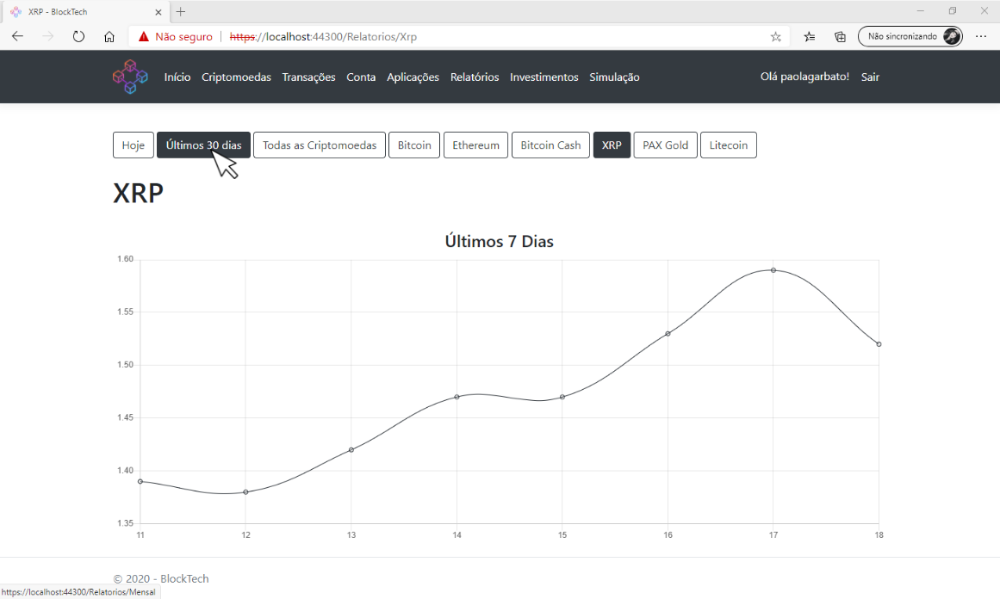 XRP - BlockTech
Não seguro https://localhost:44300/Relatorios/Xrp Não sincronizando
Início Criptomoedas Transações Conta Aplicações Relatórios Investimentos Simulação Olá paolagarbato! Sair
Hoje Últimos 30 dias Todas as Criptomoedas Bitcoin Ethereum Bitcoin Cash XRP PAX Gold Litecoin
XRP
Últimos 7 Dias
1.60
1.55
1.50
1.45
1.40
1.35
11 12 13 14 15 16 17 18
© 2020 - BlockTech
https://localhost:44300/Relatorios/Mensal